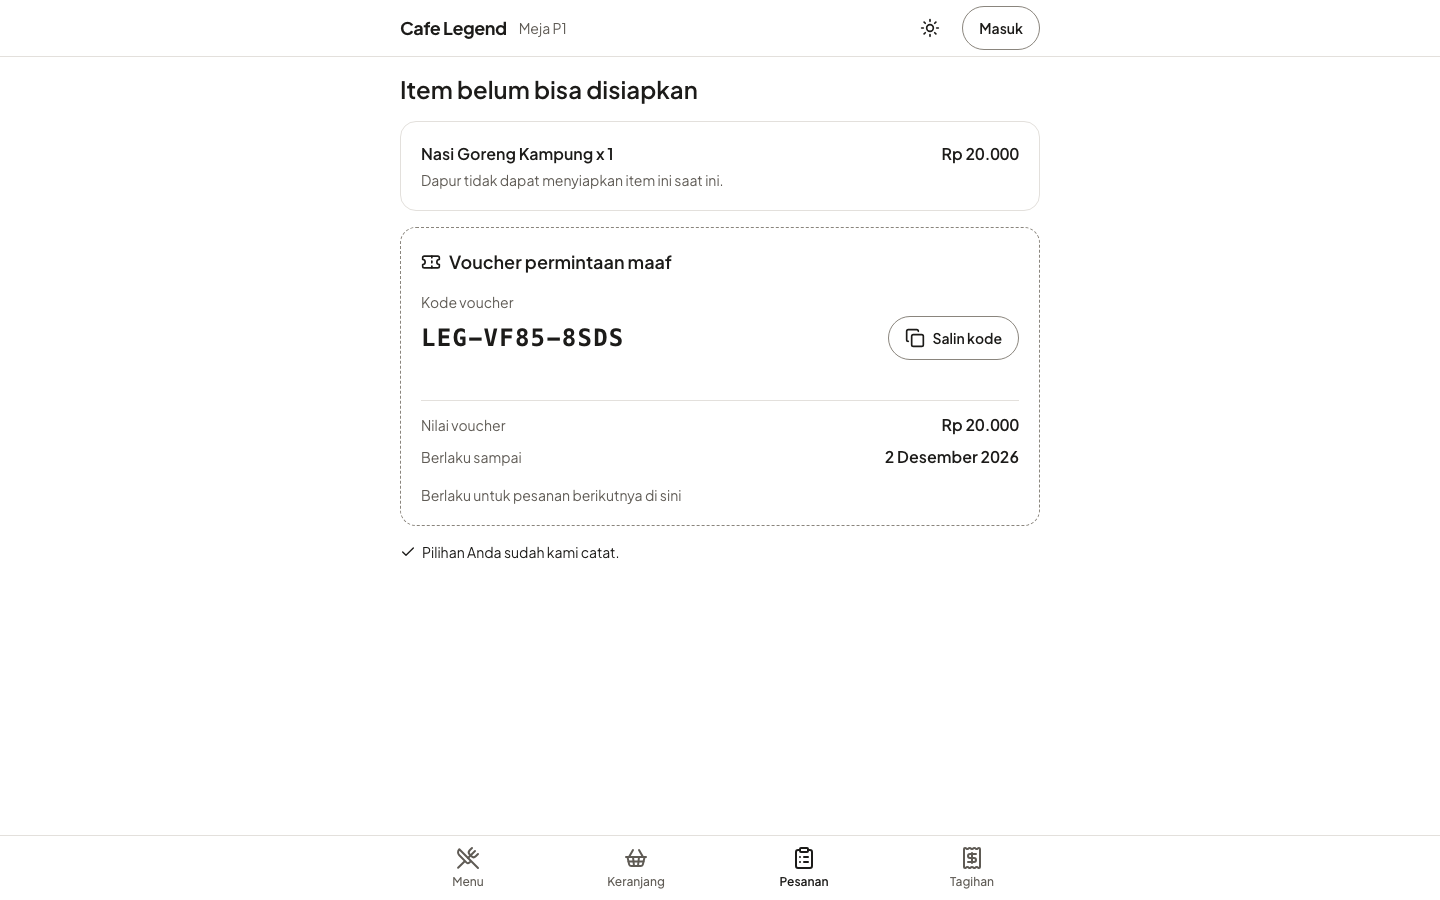 Cafe Legend Meja P1 Masuk
Item belum bisa disiapkan
Nasi Goreng Kampung x 1 Rp 20.000
Dapur tidak dapat menyiapkan item ini saat ini.
Voucher permintaan maaf
Kode voucher
LEG-VF85-8SDS Salin kode
Nilai voucher Rp 20.000
Berlaku sampai 2 Desember 2026
Berlaku untuk pesanan berikutnya di sini
Pilihan Anda sudah kami catat.
Menu Keranjang Pesanan Tagihan